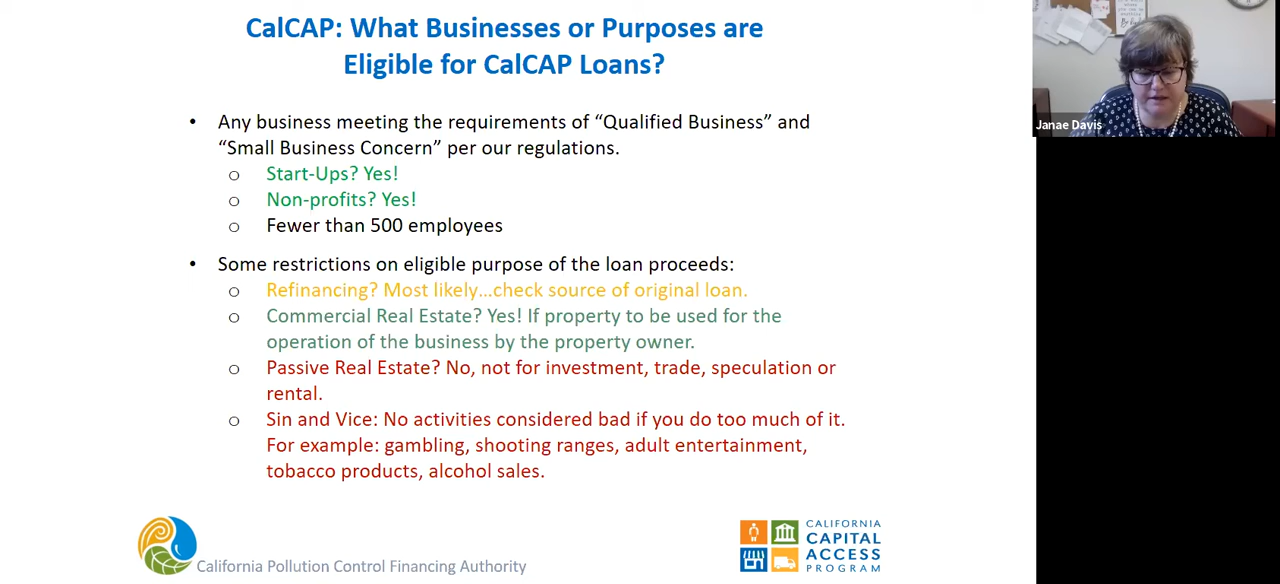 CalCAP: What Businesses or Purposes are
Eligible for CalCAP Loans?
• Any business meeting the requirements of “Qualified Business” and
“Small Business Concern” per our regulations.
o Start-Ups? Yes!
o Non-profits? Yes!
o Fewer than 500 employees
• Some restrictions on eligible purpose of the loan proceeds:
o Refinancing? Most likely...check source of original loan.
o Commercial Real Estate? Yes! If property to be used for the
operation of the business by the property owner.
o Passive Real Estate? No, not for investment, trade, speculation or
rental.
o Sin and Vice: No activities considered bad if you do too much of it.
For example: gambling, shooting ranges, adult entertainment,
tobacco products, alcohol sales.
California Pollution Control Financing Authority
CALIFORNIA
CAPITAL
ACCESS
PROGRAM
Janae Davis